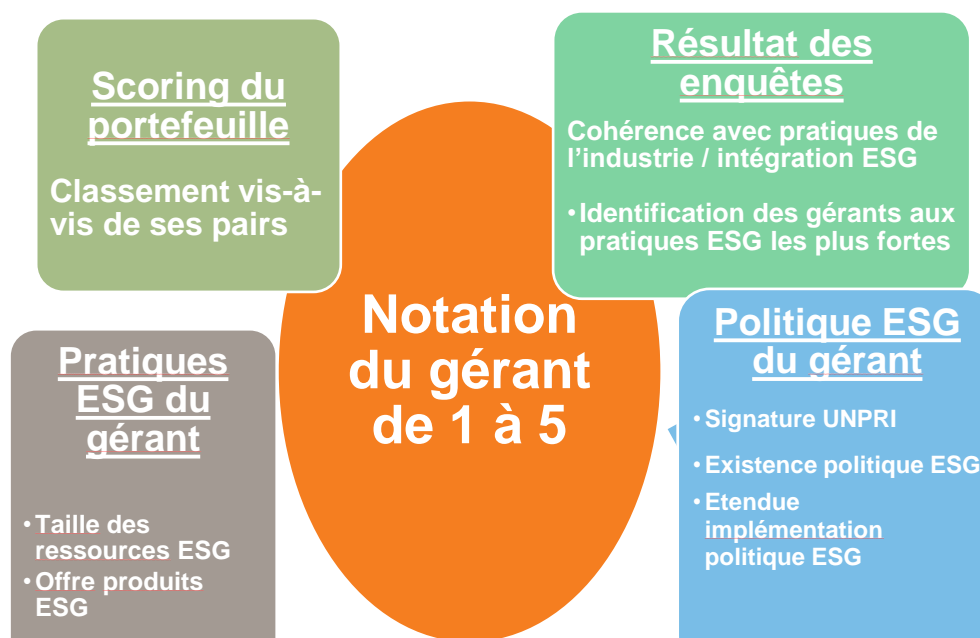 Scoring du
portefeuille
Classement vis-à-
vis de ses pairs
Résultat des
enquêtes
Cohérence avec pratiques de
l’industrie / intégration ESG
• Identification des gérants aux
pratiques ESG les plus fortes
Notation
du gérant
de 1 à 5
Pratiques
ESG du
gérant
• Taille des
ressources ESG
• Offre produits
ESG
Politique ESG
du gérant
• Signature UNPRI
• Existence politique ESG
• Etendue
implémentation
politique ESG